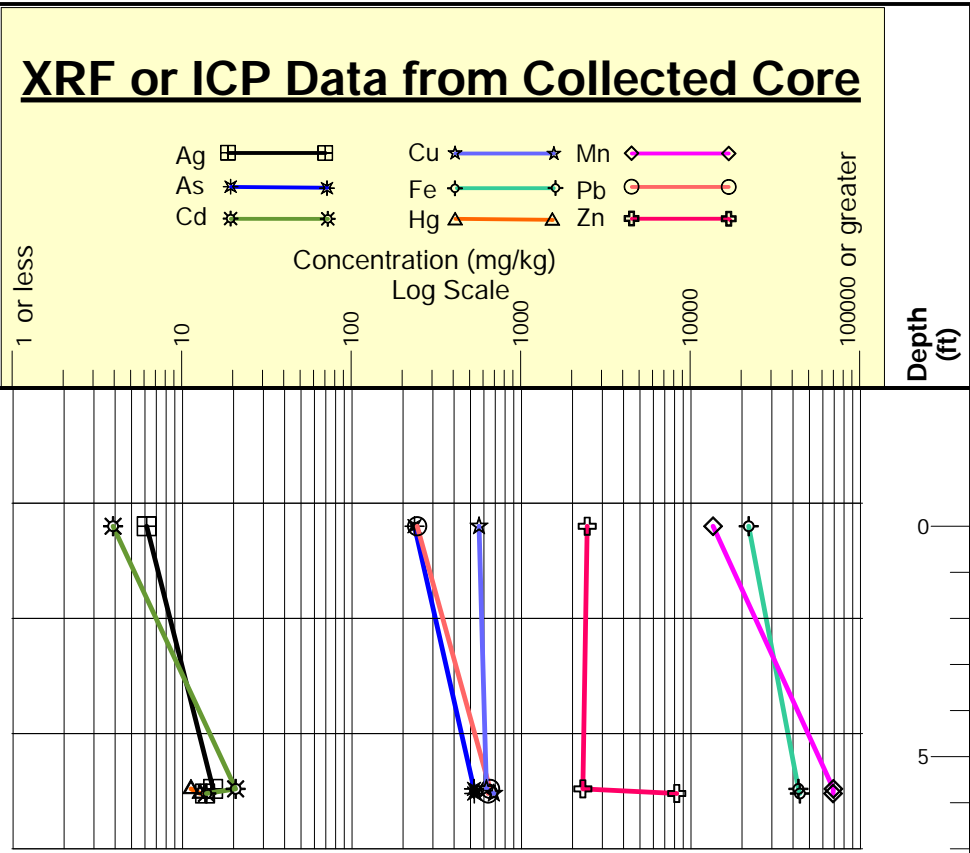 XRF or ICP Data from Collected Core
Ag Cu Mn
As Fe Pb
Cd Hg Zn
Concentration (mg/kg)
Log Scale
1 or less
10
100
1000
10000
100000 or greater
Depth
(ft)
0
5